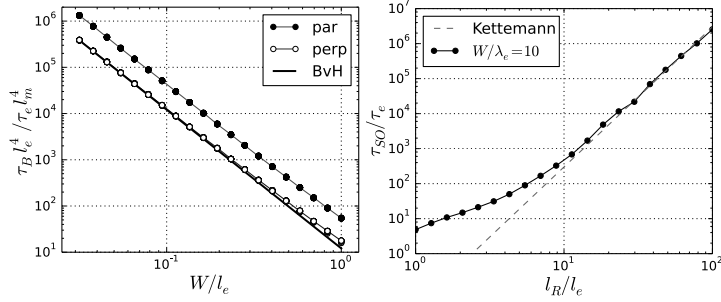 τ_B l_e^4 / τ_e l_m^4
10^6
10^5
10^4
10^3
10^2
10^1
10^-1
10^0
W/l_e
par
perp
BvH
τ_SO/τ_e
10^7
10^6
10^5
10^4
10^3
10^2
10^1
10^0
10^0
10^1
10^2
l_R/l_e
Kettemann
W/λ_e=10